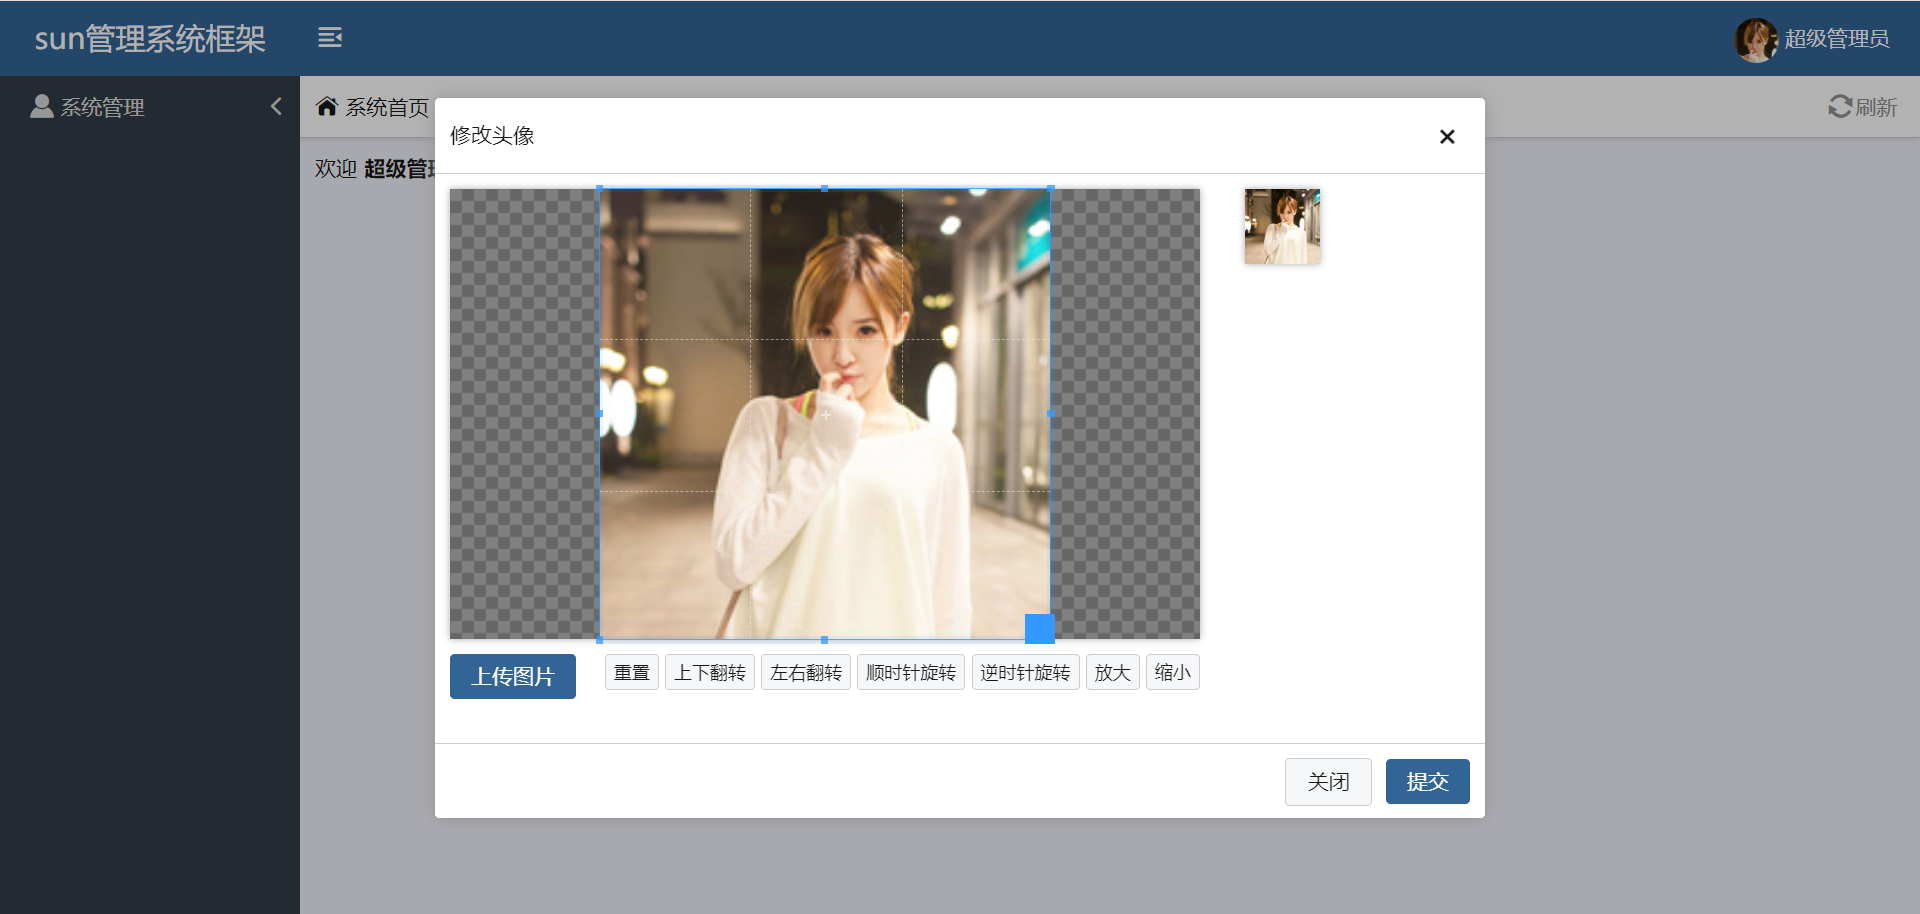 sun管理系统框架
超级管理员
系统管理
系统首页
刷新
欢迎 超级管
修改头像
上传图片
重置
上下翻转
左右翻转
顺时针旋转
逆时针旋转
放大
缩小
关闭
提交